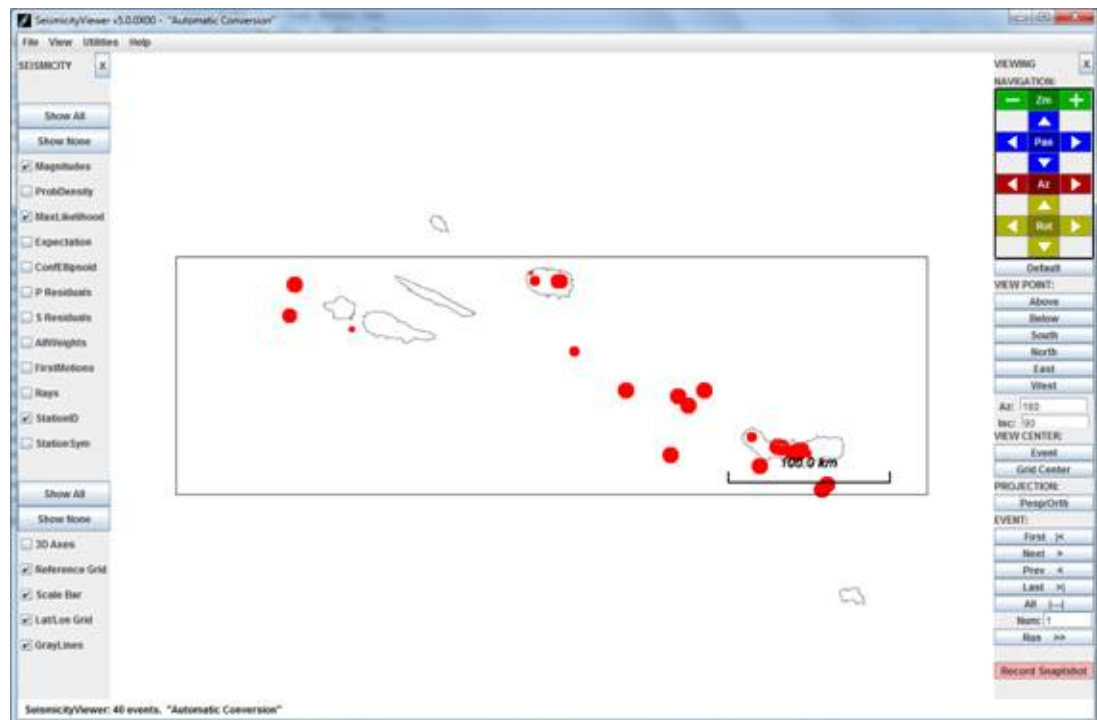 SeismicityViewer v5.0.0X00 - "Automatic Conversion"
File View Utilities Help
SEISMICITY X
Show All
Show None
Magnitudes
ProbDensity
MaxLikelihood
Expectation
ConfEllipsoid
P Residuals
S Residuals
AllWeights
FirstMotions
Rays
StationID
StationSym
Show All
Show None
3D Axes
Reference Grid
Scale Bar
Lat/Lon Grid
GrayLines
100.0 km
VIEWING X
NAVIGATION:
− Zm +
Pan
Az
Rot
Default
VIEW POINT:
Above
Below
South
North
East
West
Az: 180
Inc: 90
VIEW CENTER:
Event
Grid Center
PROJECTION:
Pespr/Orth
EVENT:
First |<
Next >
Prev <
Last >|
All |---|
Num: 1
Run >>
Record Snaptshot
SeismicityViewer: 40 events. "Automatic Conversion"